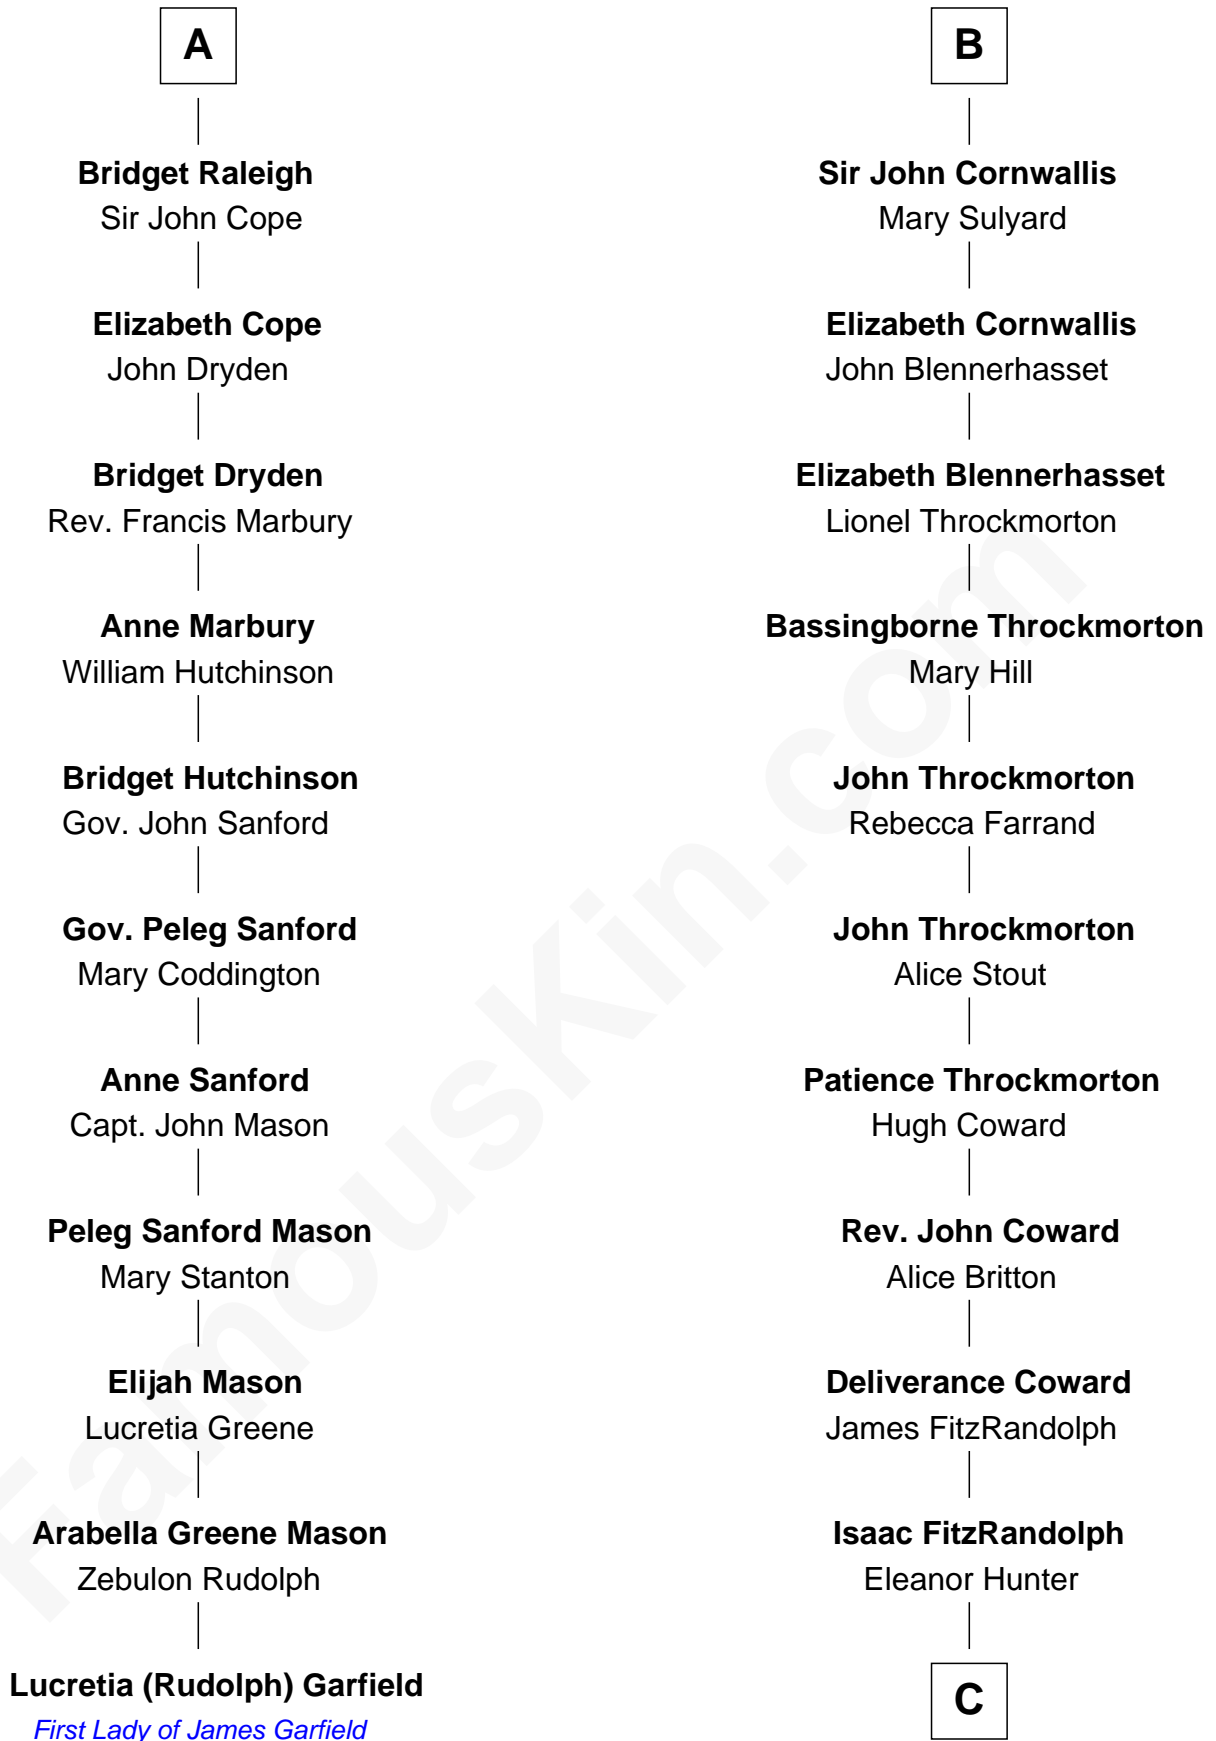 A
Bridget Raleigh
Sir John Cope
Elizabeth Cope
John Dryden
Bridget Dryden
Rev. Francis Marbury
Anne Marbury
William Hutchinson
Bridget Hutchinson
Gov. John Sanford
Gov. Peleg Sanford
Mary Coddington
Anne Sanford
Capt. John Mason
Peleg Sanford Mason
Mary Stanton
Elijah Mason
Lucretia Greene
Arabella Greene Mason
Zebulon Rudolph
Lucretia (Rudolph) Garfield
First Lady of James Garfield
B
Sir John Cornwallis
Mary Sulyard
Elizabeth Cornwallis
John Blennerhasset
Elizabeth Blennerhasset
Lionel Throckmorton
Bassingborne Throckmorton
Mary Hill
John Throckmorton
Rebecca Farrand
John Throckmorton
Alice Stout
Patience Throckmorton
Hugh Coward
Rev. John Coward
Alice Britton
Deliverance Coward
James FitzRandolph
Isaac FitzRandolph
Eleanor Hunter
C
FamousKin.com